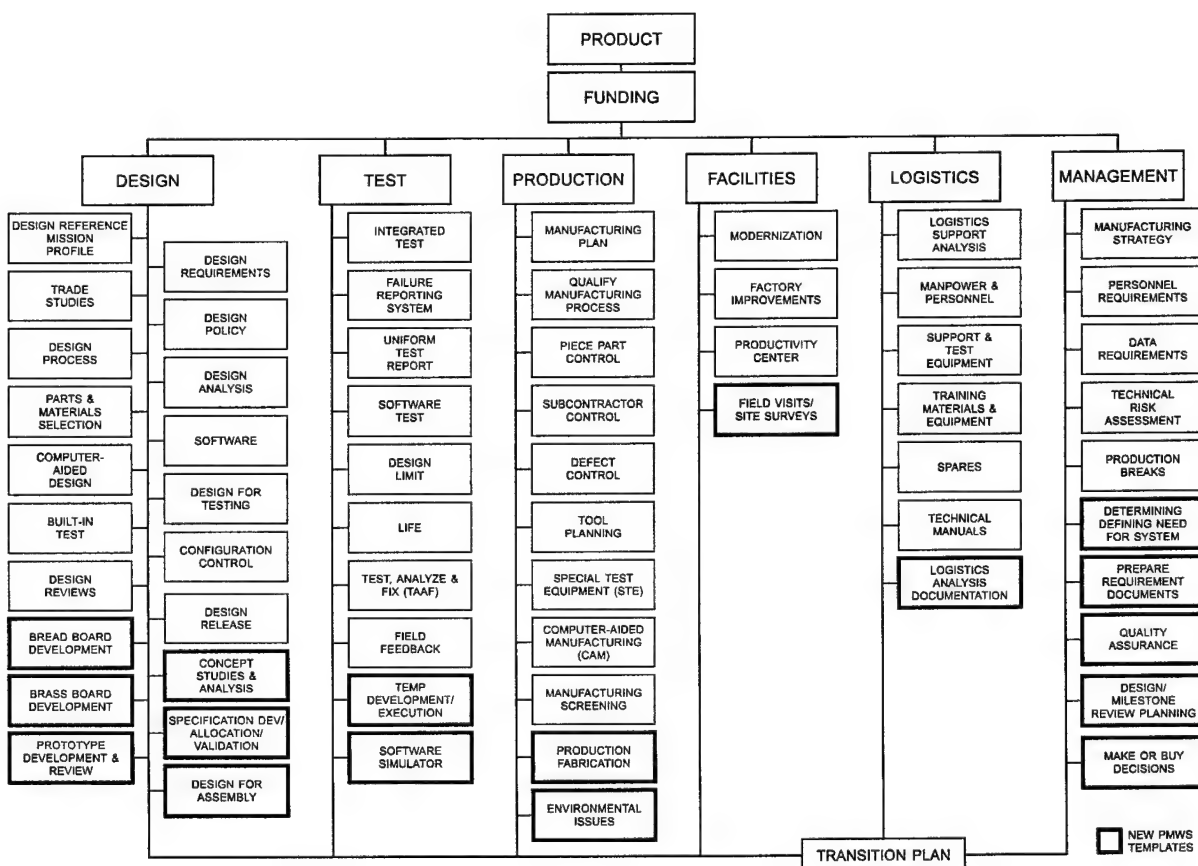 PRODUCT
FUNDING
DESIGN
TEST
PRODUCTION
FACILITIES
LOGISTICS
MANAGEMENT
DESIGN REFERENCE
MISSION
PROFILE
TRADE
STUDIES
DESIGN
PROCESS
PARTS &
MATERIALS
SELECTION
COMPUTER-
AIDED
DESIGN
BUILT-IN
TEST
DESIGN
REVIEWS
BREAD BOARD
DEVELOPMENT
BRASS BOARD
DEVELOPMENT
PROTOTYPE
DEVELOPMENT &
REVIEW
DESIGN
REQUIREMENTS
DESIGN
POLICY
DESIGN
ANALYSIS
SOFTWARE
DESIGN FOR
TESTING
CONFIGURATION
CONTROL
DESIGN
RELEASE
CONCEPT
STUDIES &
ANALYSIS
SPECIFICATION DEV/
ALLOCATION/
VALIDATION
DESIGN FOR
ASSEMBLY
INTEGRATED
TEST
FAILURE
REPORTING
SYSTEM
UNIFORM
TEST
REPORT
SOFTWARE
TEST
DESIGN
LIMIT
LIFE
TEST, ANALYZE &
FIX (TAAF)
FIELD
FEEDBACK
TEMP
DEVELOPMENT/
EXECUTION
SOFTWARE
SIMULATOR
MANUFACTURING
PLAN
QUALIFY
MANUFACTURING
PROCESS
PIECE PART
CONTROL
SUBCONTRACTOR
CONTROL
DEFECT
CONTROL
TOOL
PLANNING
SPECIAL TEST
EQUIPMENT (STE)
COMPUTER-AIDED
MANUFACTURING
(CAM)
MANUFACTURING
SCREENING
PRODUCTION
FABRICATION
ENVIRONMENTAL
ISSUES
MODERNIZATION
FACTORY
IMPROVEMENTS
PRODUCTIVITY
CENTER
FIELD VISITS/
SITE SURVEYS
LOGISTICS
SUPPORT
ANALYSIS
MANPOWER &
PERSONNEL
SUPPORT &
TEST
EQUIPMENT
TRAINING
MATERIALS &
EQUIPMENT
SPARES
TECHNICAL
MANUALS
LOGISTICS
ANALYSIS
DOCUMENTATION
MANUFACTURING
STRATEGY
PERSONNEL
REQUIREMENTS
DATA
REQUIREMENTS
TECHNICAL
RISK
ASSESSMENT
PRODUCTION
BREAKS
DETERMINING
DEFINING NEED
FOR SYSTEM
PREPARE
REQUIREMENT
DOCUMENTS
QUALITY
ASSURANCE
DESIGN/
MILESTONE
REVIEW PLANNING
MAKE OR BUY
DECISIONS
TRANSITION PLAN
NEW PMWS
TEMPLATES